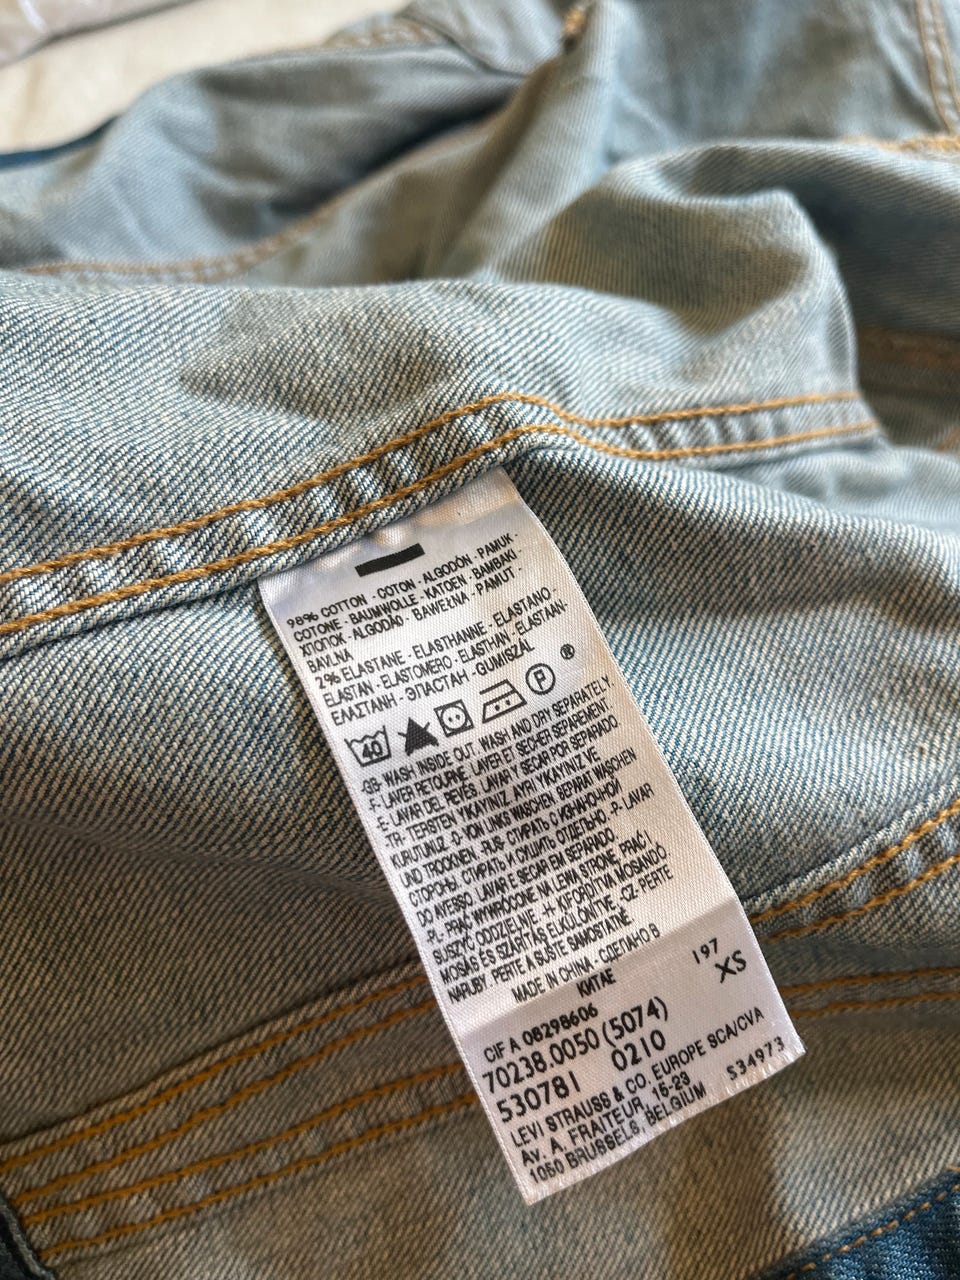 98% COTTON - COTON - ALGODÓN - PAMUK -
COTONE - BAUMWOLLE - KATOEN - BAMBAKI -
ХЛОПОК - ALGODÃO - BAWEŁNA - PAMUT -
BAVLNA
2% ELASTANE - ELASTHANNE - ELASTANO -
ELASTAN - ELASTOMERO - ELASTHAN - ELASTAAN-
ΕΛΑΣΤΑΝΗ - ЭЛАСТАН - GUMISZÁL
40 P ®
-GB- WASH INSIDE OUT. WASH AND DRY SEPARATELY.
-F- LAVER RETOURNE. LAVER ET SECHER SEPAREMENT.
-E- LAVAR DEL REVÉS. LAVAR Y SECAR POR SEPARADO.
TR- TERSTEN YIKAYINIZ. AYRI YIKAYINIZ VE
KURUTUNUZ. -D- VON LINKS WASCHEN. SEPARAT WASCHEN
UND TROCKNEN. -RUS- СТИРАТЬ С ИЗНАНОЧНОЙ
СТОРОНЫ. СТИРАТЬ И СУШИТЬ ОТДЕЛЬНО. -P- LAVAR
DO AVESSO. LAVAR E SECAR EM SEPARADO.
-PL- PRAĆ WYWRÓCONE NA LEWĄ STRONĘ, PRAĆ I
SUSZYĆ ODDZIELNIE. -H- KIFORDÍTVA MOSANDÓ.
MOSÁS ÉS SZÁRÍTÁS ELKÜLÖNÍTVE. -CZ- PERTE
NARUBY. PERTE A SUŠTE SAMOSTATNĚ.
MADE IN CHINA - СДЕЛАНО В
КИТАЕ
197
XS
CIF A 08298606
70238.0050 (5074)
530781 0210
LEVI STRAUSS & CO. EUROPE SCA/CVA
AV. A. FRAITEUR, 15-23
1050 BRUSSELS, BELGIUM S34973